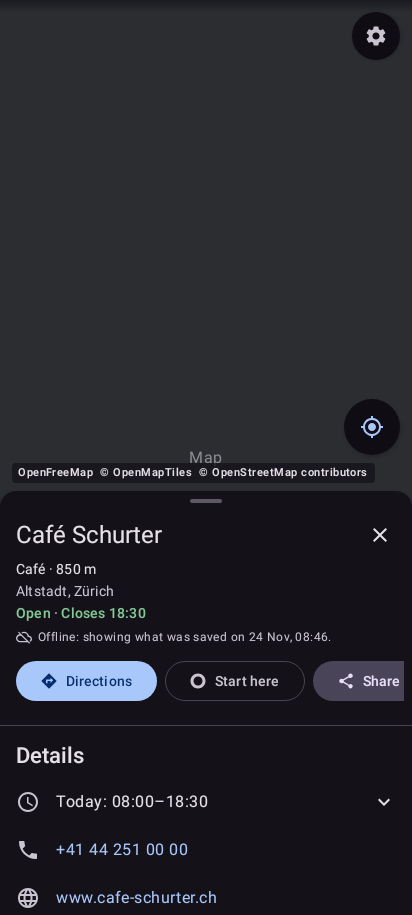 Map
OpenFreeMap © OpenMapTiles © OpenStreetMap contributors
Café Schurter
Café · 850 m
Altstadt, Zürich
Open · Closes 18:30
Offline: showing what was saved on 24 Nov, 08:46.
Directions
Start here
Share
Details
Today: 08:00–18:30
+41 44 251 00 00
www.cafe-schurter.ch